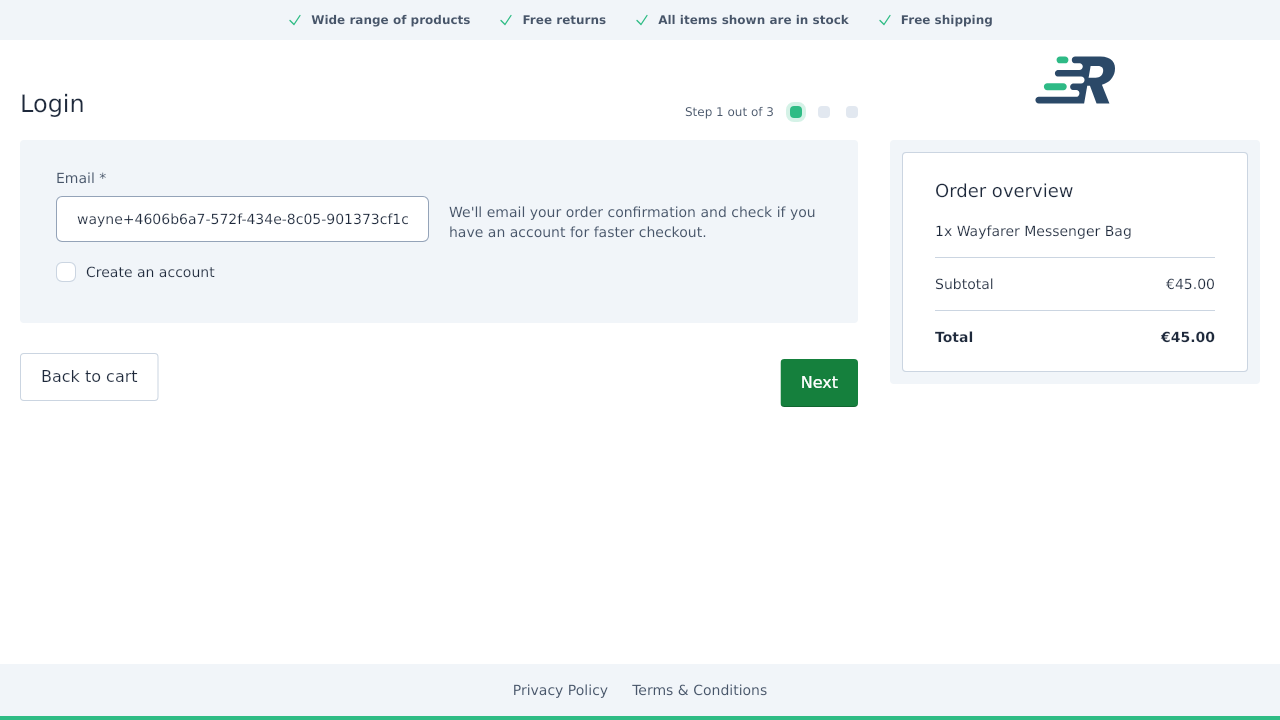 Wide range of products
Free returns
All items shown are in stock
Free shipping
R
Login
Step 1 out of 3
Email *
wayne+4606b6a7-572f-434e-8c05-901373cf1c
We'll email your order confirmation and check if you
have an account for faster checkout.
Create an account
Back to cart
Next
Order overview
1x Wayfarer Messenger Bag
Subtotal €45.00
Total €45.00
Privacy Policy
Terms & Conditions